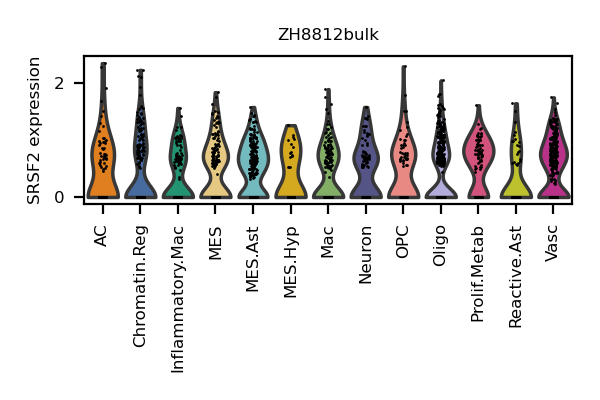 ZH8812bulk
SRSF2 expression
2
0
AC
Chromatin.Reg
Inflammatory.Mac
MES
MES.Ast
MES.Hyp
Mac
Neuron
OPC
Oligo
Prolif.Metab
Reactive.Ast
Vasc